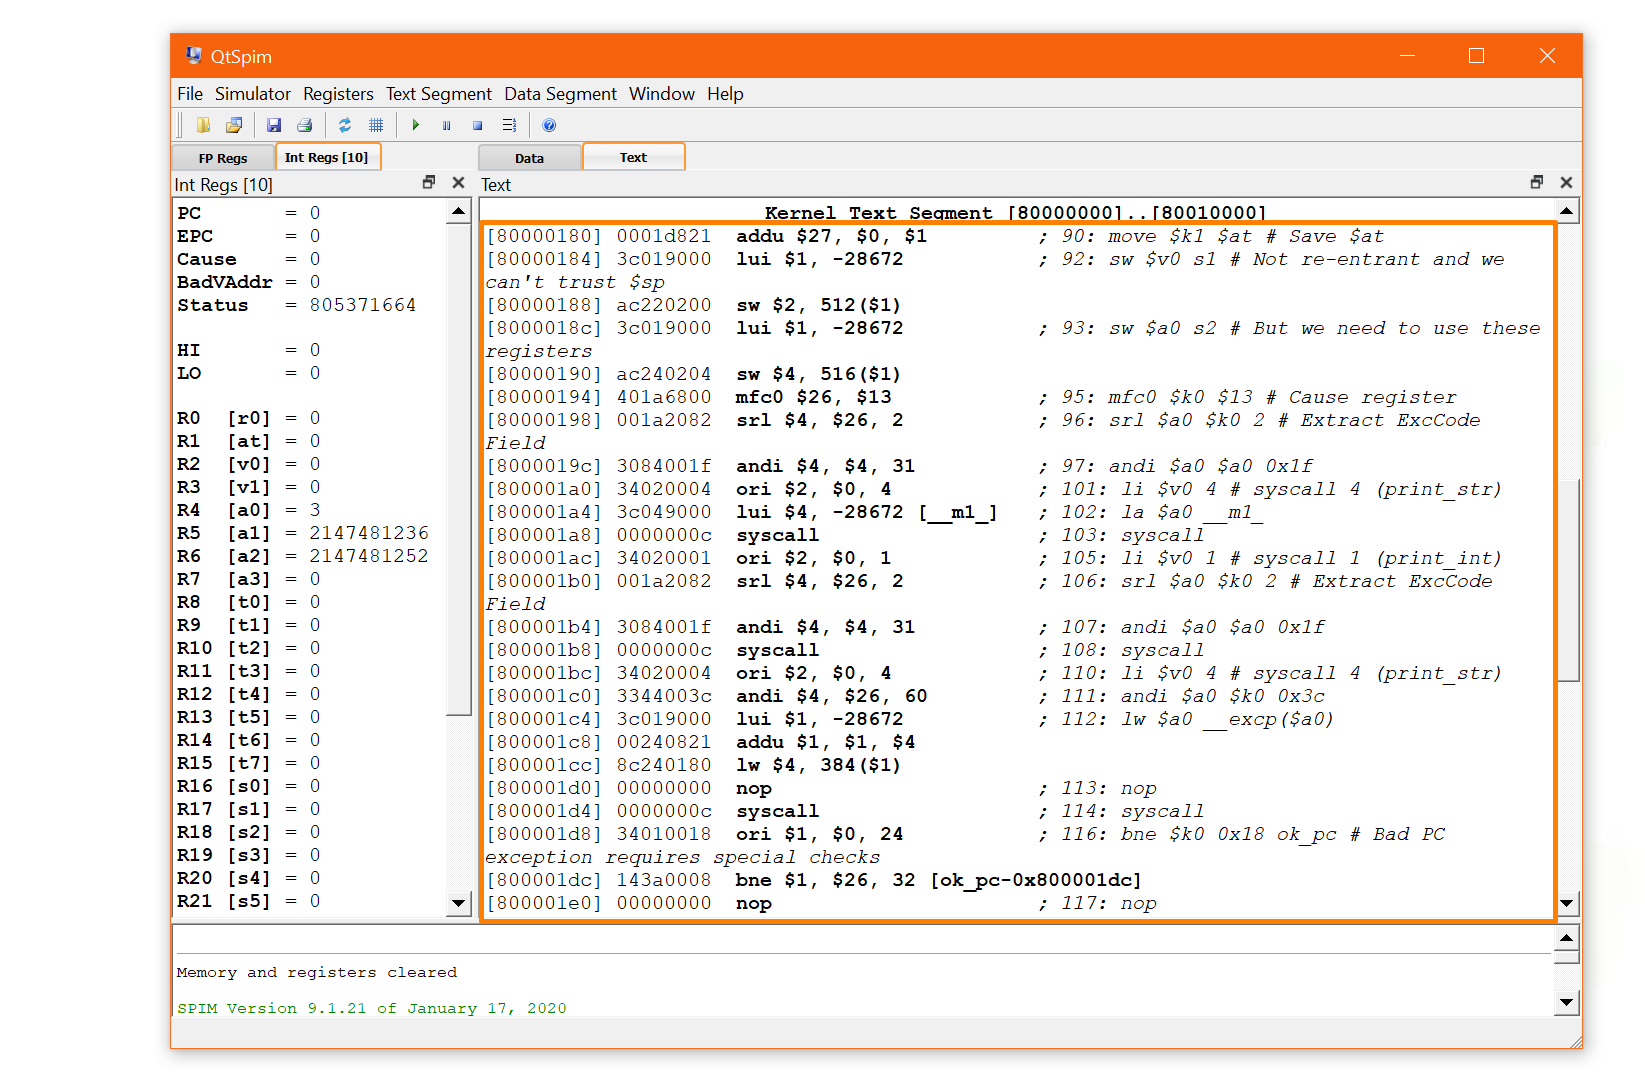 QtSpim
File Simulator Registers Text Segment Data Segment Window Help
FP Regs Int Regs [10] Data Text
Int Regs [10]
PC = 0
EPC = 0
Cause = 0
BadVAddr = 0
Status = 805371664
HI = 0
LO = 0
R0 [r0] = 0
R1 [at] = 0
R2 [v0] = 0
R3 [v1] = 0
R4 [a0] = 3
R5 [a1] = 2147481236
R6 [a2] = 2147481252
R7 [a3] = 0
R8 [t0] = 0
R9 [t1] = 0
R10 [t2] = 0
R11 [t3] = 0
R12 [t4] = 0
R13 [t5] = 0
R14 [t6] = 0
R15 [t7] = 0
R16 [s0] = 0
R17 [s1] = 0
R18 [s2] = 0
R19 [s3] = 0
R20 [s4] = 0
R21 [s5] = 0
Text
Kernel Text Segment [80000000]..[80010000]
[80000180] 0001d821 addu $27, $0, $1 ; 90: move $k1 $at # Save $at
[80000184] 3c019000 lui $1, -28672 ; 92: sw $v0 s1 # Not re-entrant and we
can't trust $sp
[80000188] ac220200 sw $2, 512($1)
[8000018c] 3c019000 lui $1, -28672 ; 93: sw $a0 s2 # But we need to use these
registers
[80000190] ac240204 sw $4, 516($1)
[80000194] 401a6800 mfc0 $26, $13 ; 95: mfc0 $k0 $13 # Cause register
[80000198] 001a2082 srl $4, $26, 2 ; 96: srl $a0 $k0 2 # Extract ExcCode
Field
[8000019c] 3084001f andi $4, $4, 31 ; 97: andi $a0 $a0 0x1f
[800001a0] 34020004 ori $2, $0, 4 ; 101: li $v0 4 # syscall 4 (print_str)
[800001a4] 3c049000 lui $4, -28672 [__m1_] ; 102: la $a0 __m1_
[800001a8] 0000000c syscall ; 103: syscall
[800001ac] 34020001 ori $2, $0, 1 ; 105: li $v0 1 # syscall 1 (print_int)
[800001b0] 001a2082 srl $4, $26, 2 ; 106: srl $a0 $k0 2 # Extract ExcCode
Field
[800001b4] 3084001f andi $4, $4, 31 ; 107: andi $a0 $a0 0x1f
[800001b8] 0000000c syscall ; 108: syscall
[800001bc] 34020004 ori $2, $0, 4 ; 110: li $v0 4 # syscall 4 (print_str)
[800001c0] 3344003c andi $4, $26, 60 ; 111: andi $a0 $k0 0x3c
[800001c4] 3c019000 lui $1, -28672 ; 112: lw $a0 __excp($a0)
[800001c8] 00240821 addu $1, $1, $4
[800001cc] 8c240180 lw $4, 384($1)
[800001d0] 00000000 nop ; 113: nop
[800001d4] 0000000c syscall ; 114: syscall
[800001d8] 34010018 ori $1, $0, 24 ; 116: bne $k0 0x18 ok_pc # Bad PC
exception requires special checks
[800001dc] 143a0008 bne $1, $26, 32 [ok_pc-0x800001dc]
[800001e0] 00000000 nop ; 117: nop
Memory and registers cleared
SPIM Version 9.1.21 of January 17, 2020